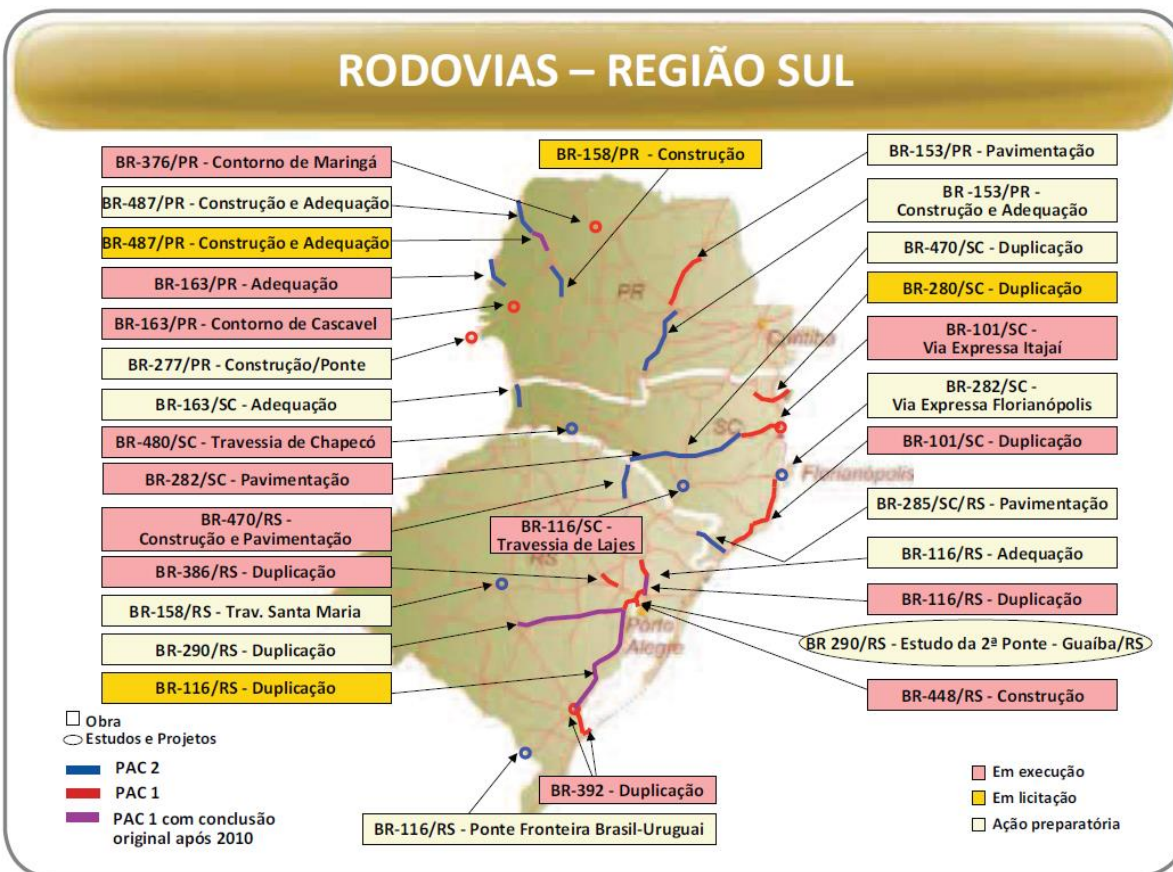 RODOVIAS – REGIÃO SUL
BR-376/PR - Contorno de Maringá
BR-487/PR - Construção e Adequação
BR-487/PR - Construção e Adequação
BR-163/PR - Adequação
BR-163/PR - Contorno de Cascavel
BR-277/PR - Construção/Ponte
BR-163/SC - Adequação
BR-480/SC - Travessia de Chapecó
BR-282/SC - Pavimentação
BR-470/RS -
Construção e Pavimentação
BR-386/RS - Duplicação
BR-158/RS - Trav. Santa Maria
BR-290/RS - Duplicação
BR-116/RS - Duplicação
BR-158/PR - Construção
PR
Curitiba
SC
Florianópolis
BR-116/SC -
Travessia de Lajes
RS
Porto
Alegre
BR-153/PR - Pavimentação
BR -153/PR -
Construção e Adequação
BR-470/SC - Duplicação
BR-280/SC - Duplicação
BR-101/SC -
Via Expressa Itajaí
BR-282/SC -
Via Expressa Florianópolis
BR-101/SC - Duplicação
BR-285/SC/RS - Pavimentação
BR-116/RS - Adequação
BR-116/RS - Duplicação
BR 290/RS - Estudo da 2ª Ponte - Guaíba/RS
BR-448/RS - Construção
BR-392 - Duplicação
BR-116/RS - Ponte Fronteira Brasil-Uruguai
Obra
Estudos e Projetos
PAC 2
PAC 1
PAC 1 com conclusão
original após 2010
Em execução
Em licitação
Ação preparatória